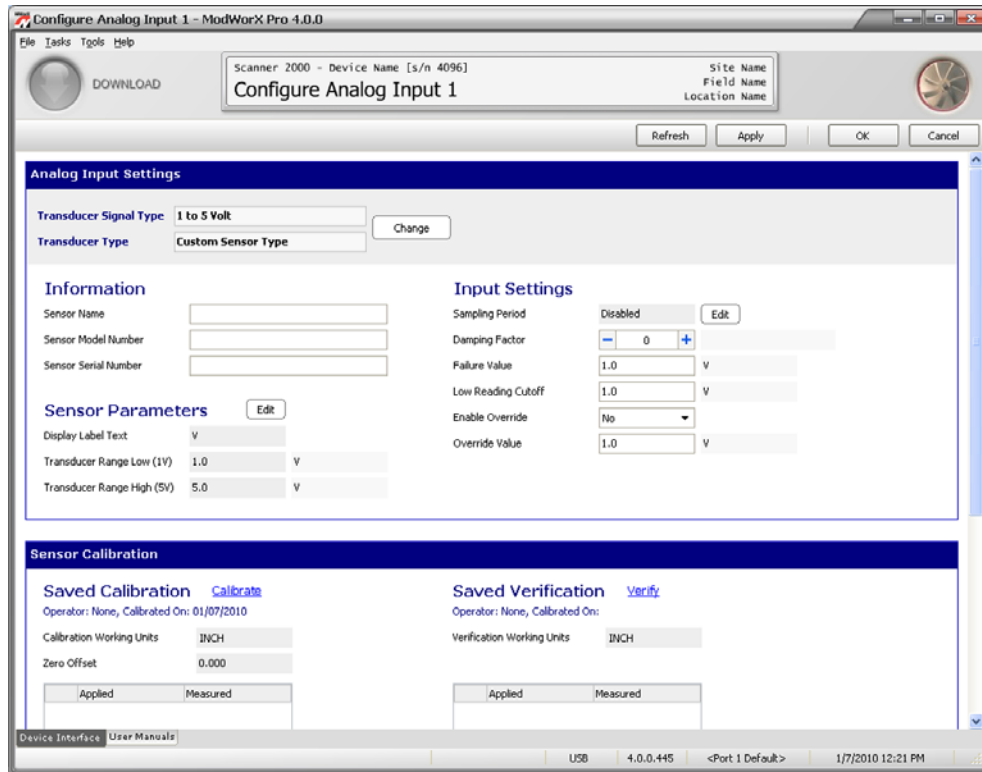 Configure Analog Input 1 - ModWorX Pro 4.0.0
File Tasks Tools Help
DOWNLOAD
Scanner 2000 - Device Name [s/n 4096]
Configure Analog Input 1
Site Name
Field Name
Location Name
Refresh Apply OK Cancel
Analog Input Settings
Transducer Signal Type 1 to 5 Volt
Transducer Type Custom Sensor Type
Change
Information
Sensor Name
Sensor Model Number
Sensor Serial Number
Sensor Parameters Edit
Display Label Text V
Transducer Range Low (1V) 1.0 V
Transducer Range High (5V) 5.0 V
Input Settings
Sampling Period Disabled Edit
Damping Factor − 0 +
Failure Value 1.0 V
Low Reading Cutoff 1.0 V
Enable Override No
Override Value 1.0 V
Sensor Calibration
Saved Calibration Calibrate
Operator: None, Calibrated On: 01/07/2010
Calibration Working Units INCH
Zero Offset 0.000
Applied Measured
Saved Verification Verify
Operator: None, Calibrated On:
Verification Working Units INCH
Applied Measured
Device Interface User Manuals
USB 4.0.0.445 <Port 1 Default> 1/7/2010 12:21 PM